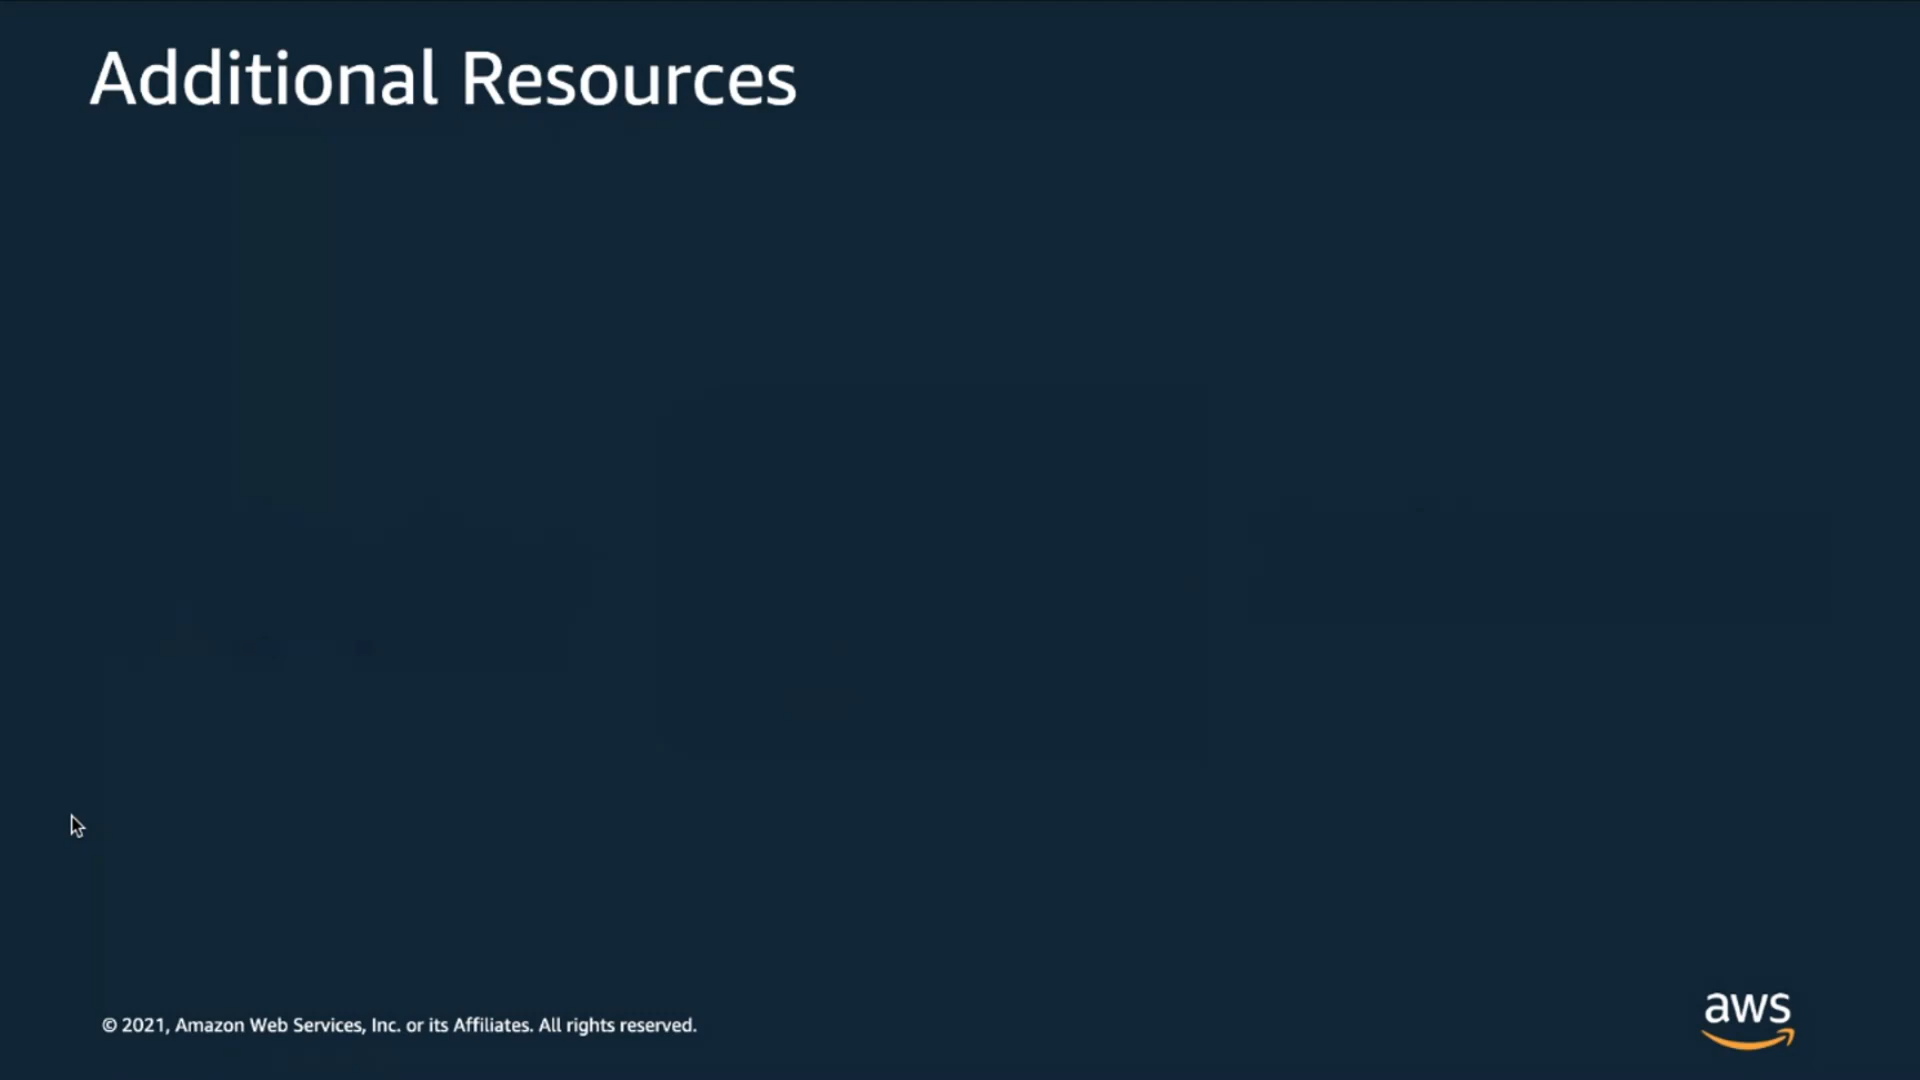 Additional Resources
© 2021, Amazon Web Services, Inc. or its Affiliates. All rights reserved.
aws